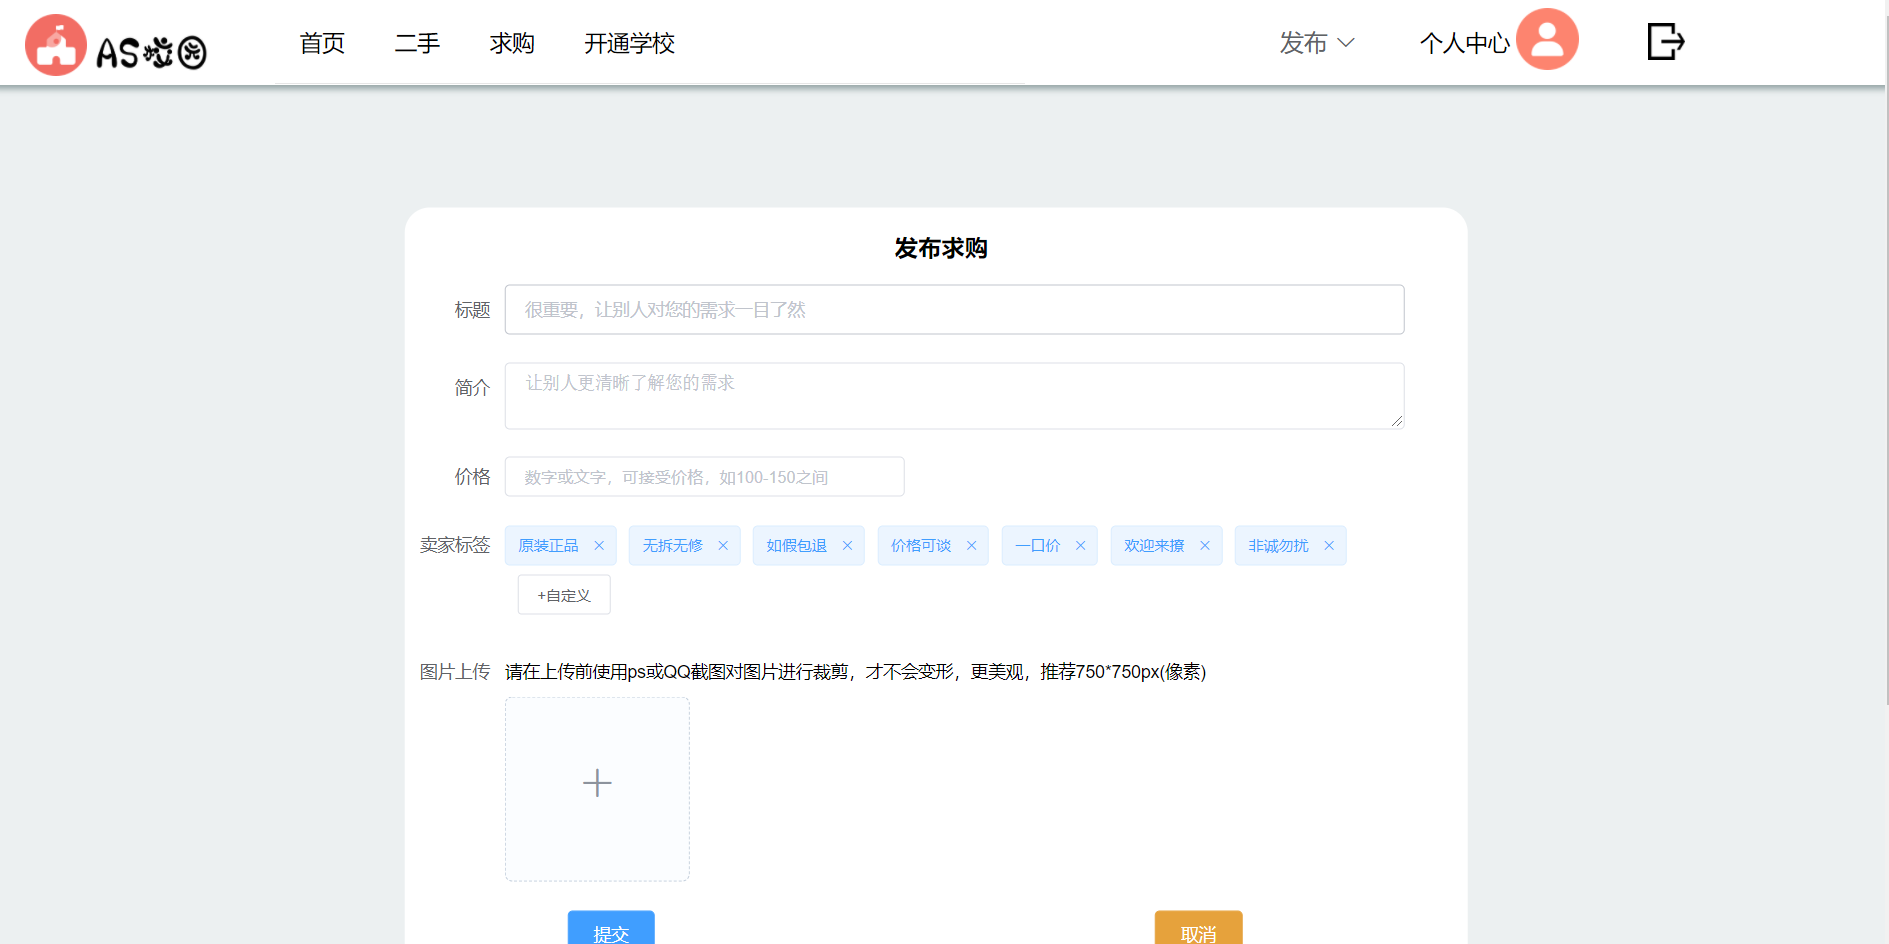 AS校圈
首页 二手 求购 开通学校 发布 个人中心
发布求购
标题 很重要，让别人对您的需求一目了然
简介 让别人更清晰了解您的需求
价格 数字或文字，可接受价格，如100-150之间
卖家标签 原装正品 无拆无修 如假包退 价格可谈 一口价 欢迎来撩 非诚勿扰
+自定义
图片上传 请在上传前使用ps或QQ截图对图片进行裁剪，才不会变形，更美观，推荐750*750px(像素)
提交 取消